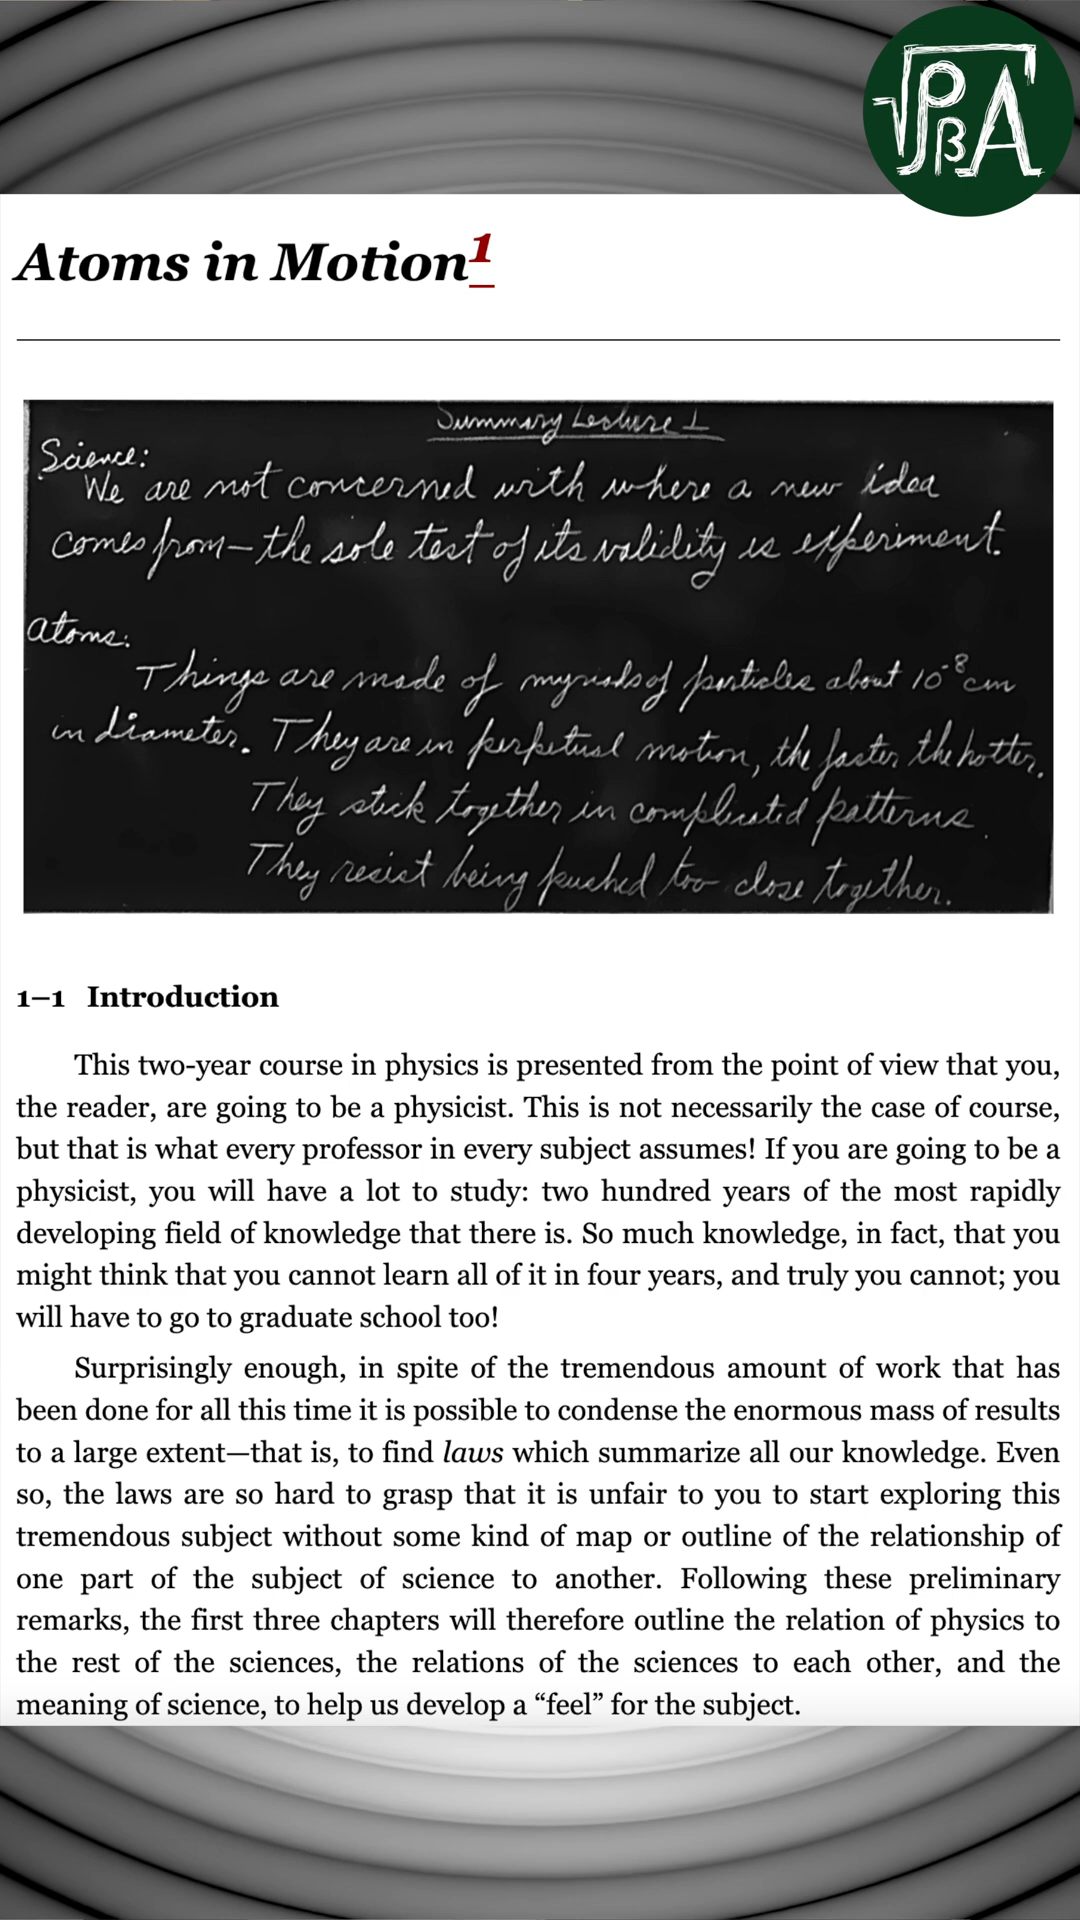 √PBA
Atoms in Motion¹
Summary Lecture 1
Science:
We are not concerned with where a new idea
comes from—the sole test of its validity is experiment.
Atoms:
Things are made of myriads of particles about 10⁻⁸ cm
in diameter. They are in perpetual motion, the faster the hotter.
They stick together in complicated patterns.
They resist being pushed too close together.
1–1 Introduction
This two-year course in physics is presented from the point of view that you,
the reader, are going to be a physicist. This is not necessarily the case of course,
but that is what every professor in every subject assumes! If you are going to be a
physicist, you will have a lot to study: two hundred years of the most rapidly
developing field of knowledge that there is. So much knowledge, in fact, that you
might think that you cannot learn all of it in four years, and truly you cannot; you
will have to go to graduate school too!
Surprisingly enough, in spite of the tremendous amount of work that has
been done for all this time it is possible to condense the enormous mass of results
to a large extent—that is, to find laws which summarize all our knowledge. Even
so, the laws are so hard to grasp that it is unfair to you to start exploring this
tremendous subject without some kind of map or outline of the relationship of
one part of the subject of science to another. Following these preliminary
remarks, the first three chapters will therefore outline the relation of physics to
the rest of the sciences, the relations of the sciences to each other, and the
meaning of science, to help us develop a “feel” for the subject.